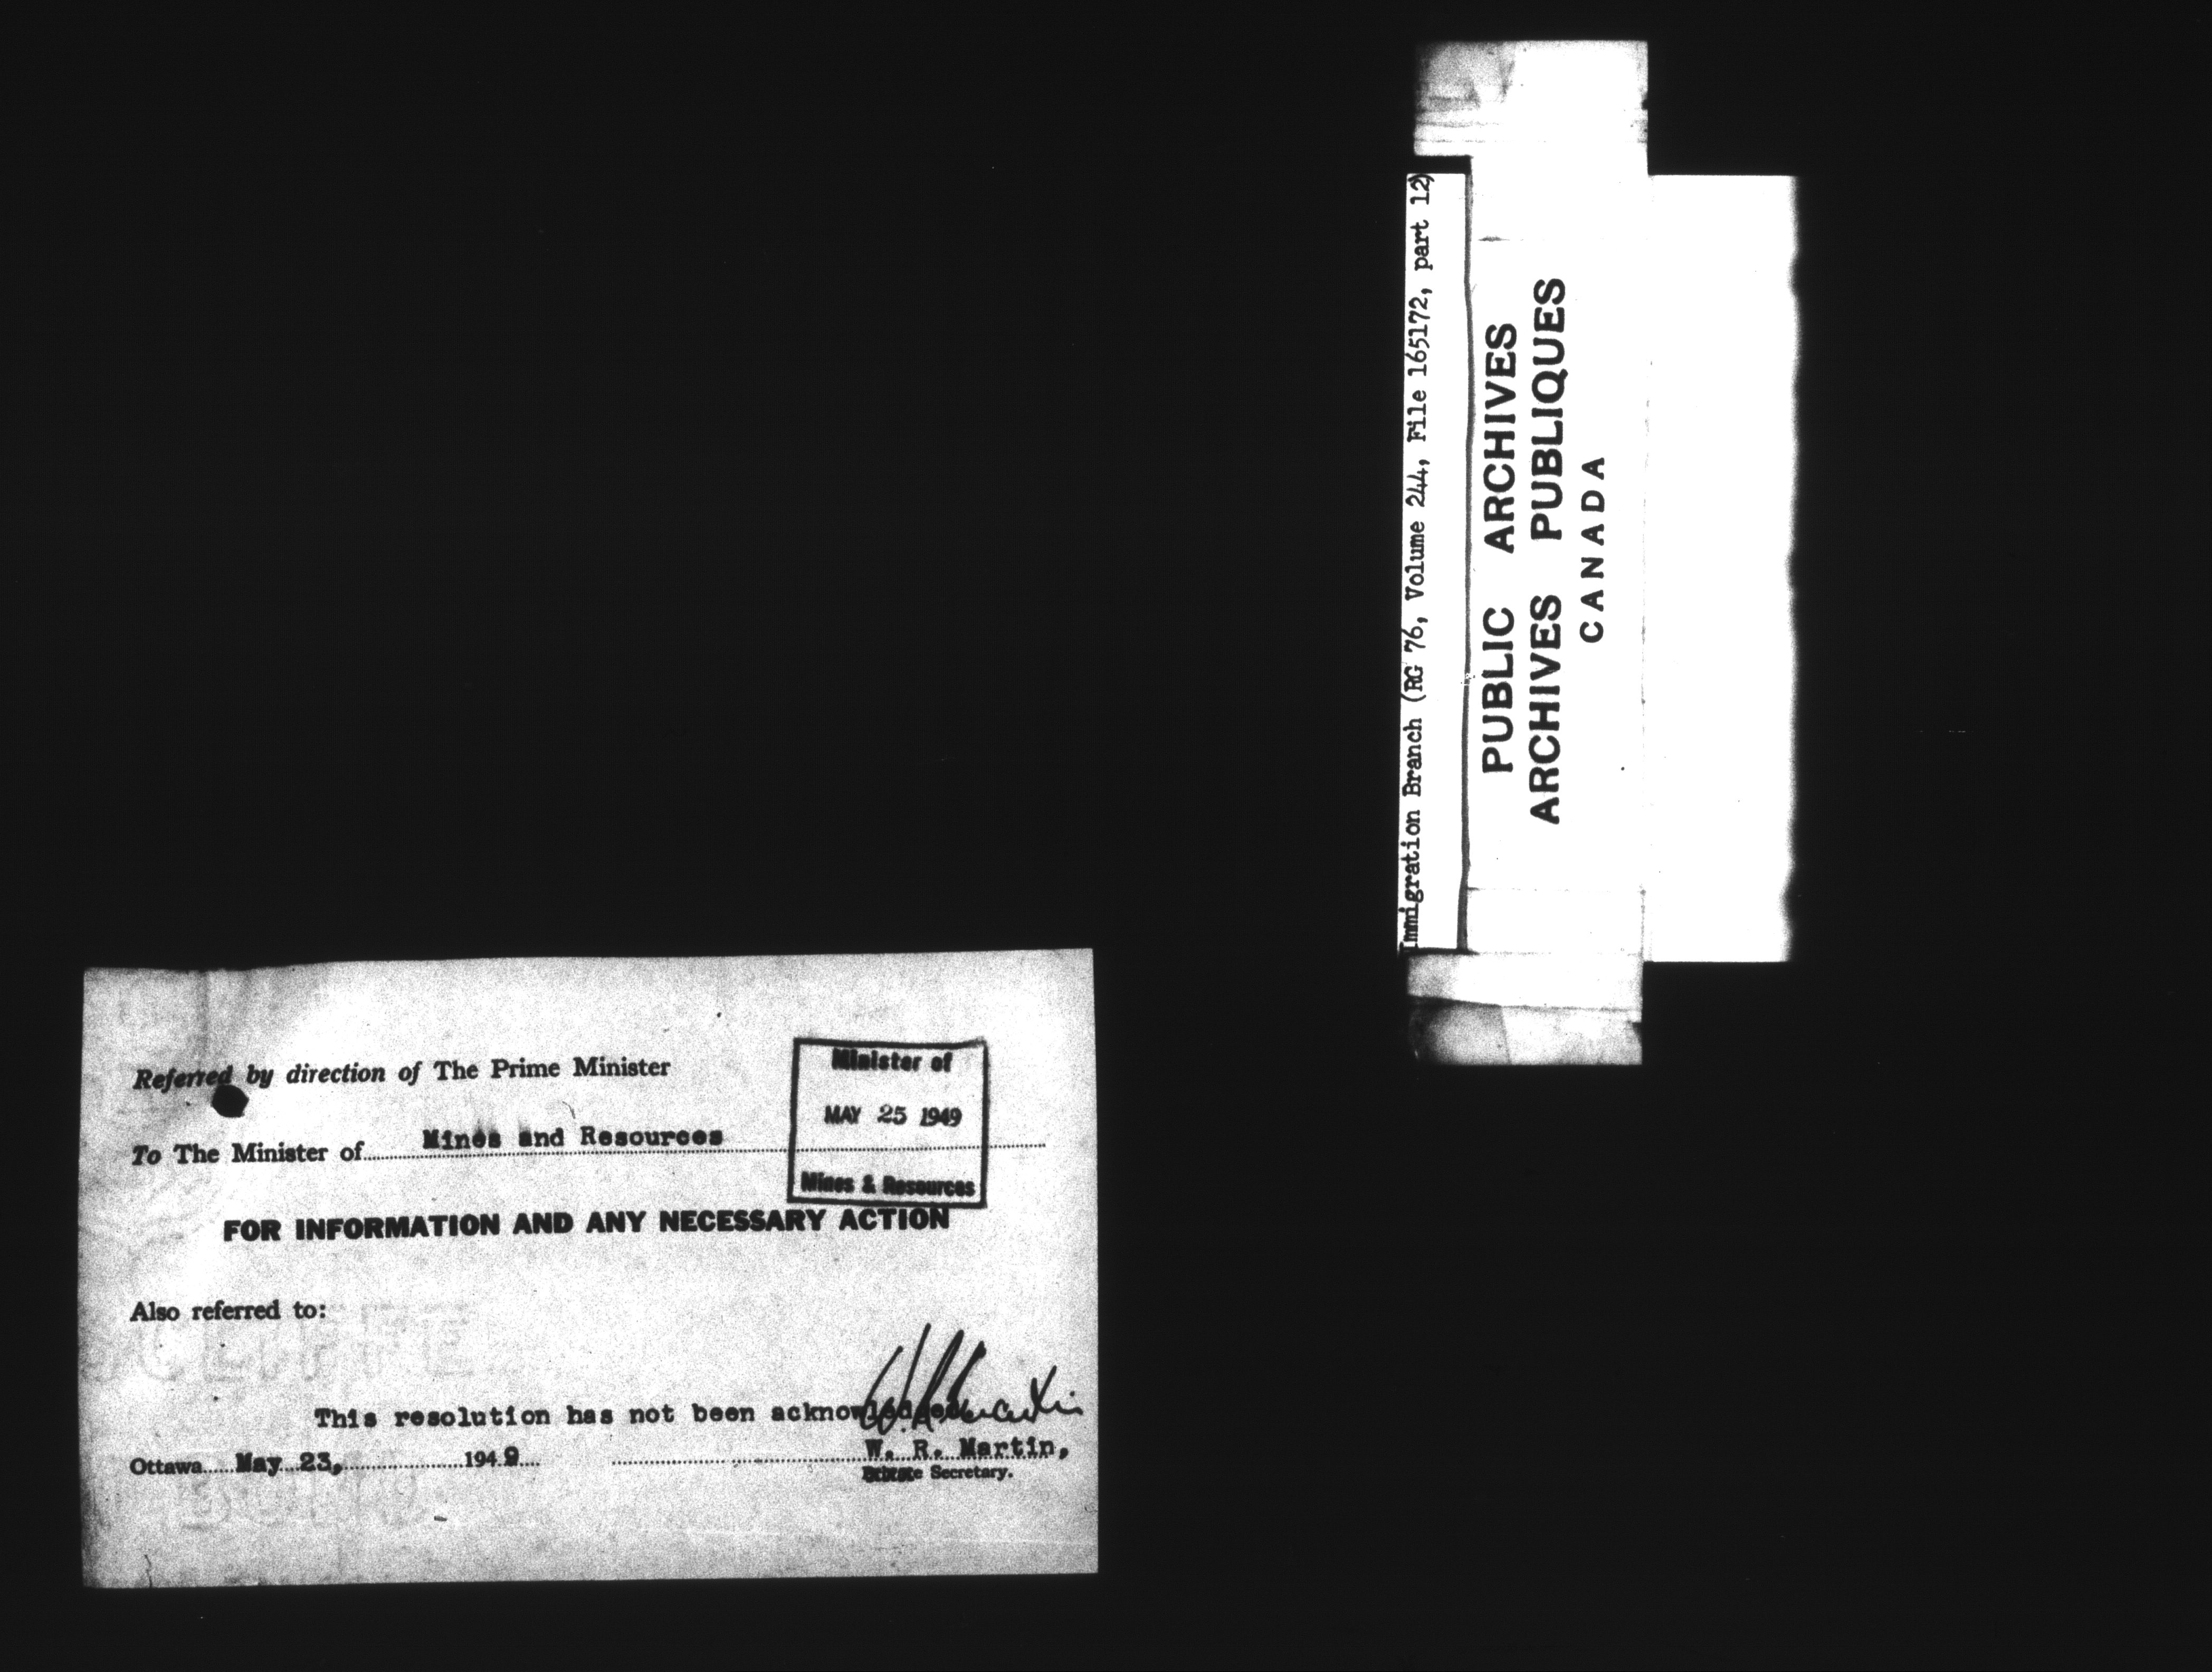 Referred by direction of The Prime Minister
To The Minister of Mines and Resources
Minister of
MAY 25 1949
Mines & Resources
FOR INFORMATION AND ANY NECESSARY ACTION
Also referred to:
This resolution has not been acknowledged
W. R. Martin
Ottawa May 23, 1949
W. R. Martin,
Secretary.
Immigration Branch (RG 76, Volume 244, File 165172, part 12)
PUBLIC ARCHIVES
ARCHIVES PUBLIQUES
CANADA